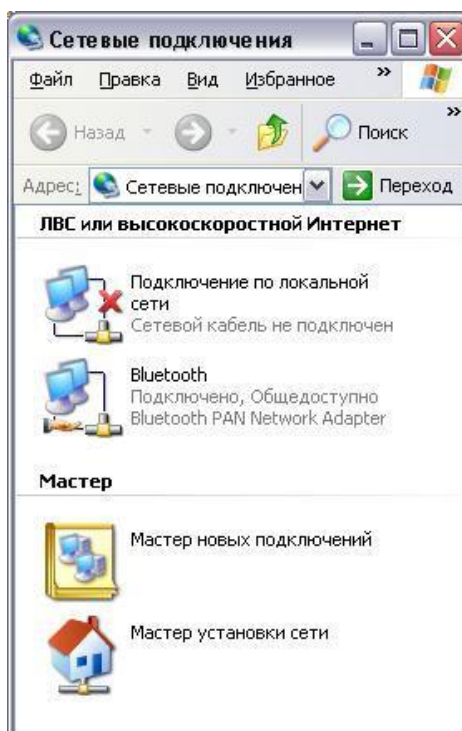 Сетевые подключения
Файл Правка Вид Избранное »
Назад Поиск »
Адрес: Сетевые подключен Переход
ЛВС или высокоскоростной Интернет
Подключение по локальной
сети
Сетевой кабель не подключен
Bluetooth
Подключено, Общедоступно
Bluetooth PAN Network Adapter
Мастер
Мастер новых подключений
Мастер установки сети